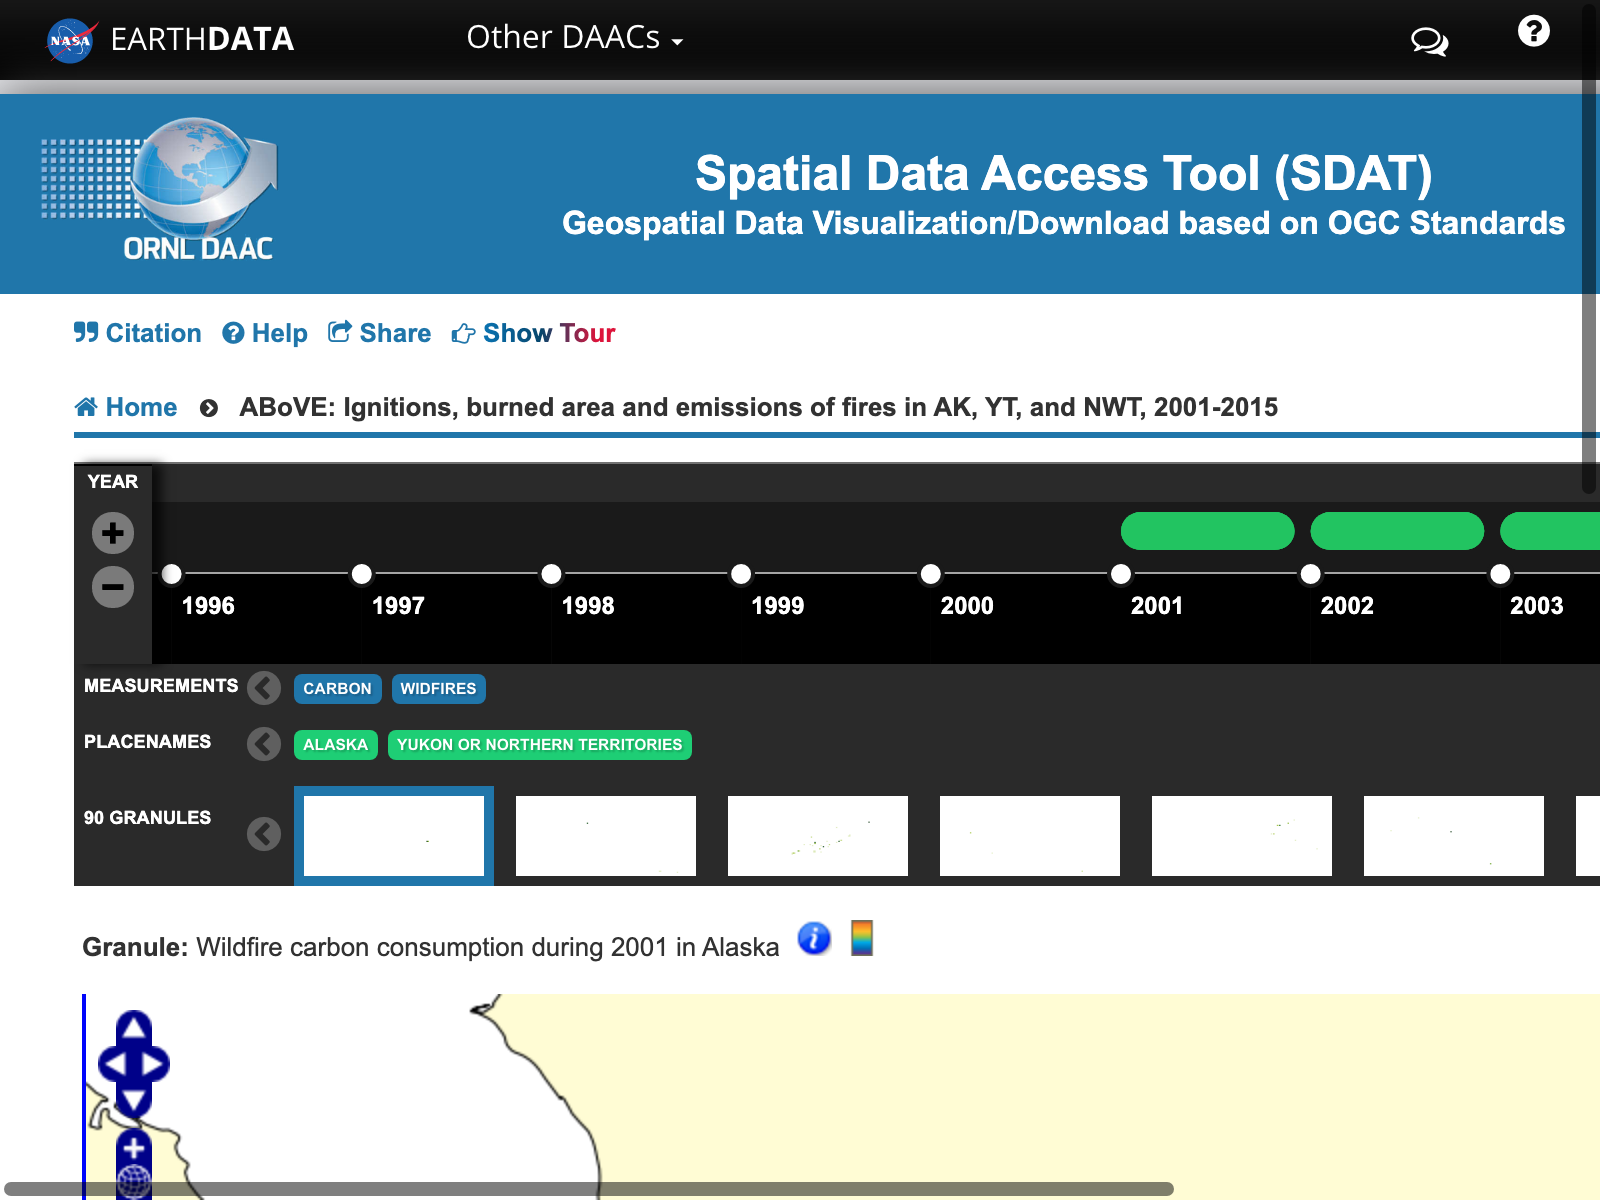 NASA EARTHDATA Other DAACs
Spatial Data Access Tool (SDAT)
Geospatial Data Visualization/Download based on OGC Standards
ORNL DAAC
Citation Help Share Show Tour
Home ABoVE: Ignitions, burned area and emissions of fires in AK, YT, and NWT, 2001-2015
YEAR
1996 1997 1998 1999 2000 2001 2002 2003
MEASUREMENTS CARBON WIDFIRES
PLACENAMES ALASKA YUKON OR NORTHERN TERRITORIES
90 GRANULES
Granule: Wildfire carbon consumption during 2001 in Alaska